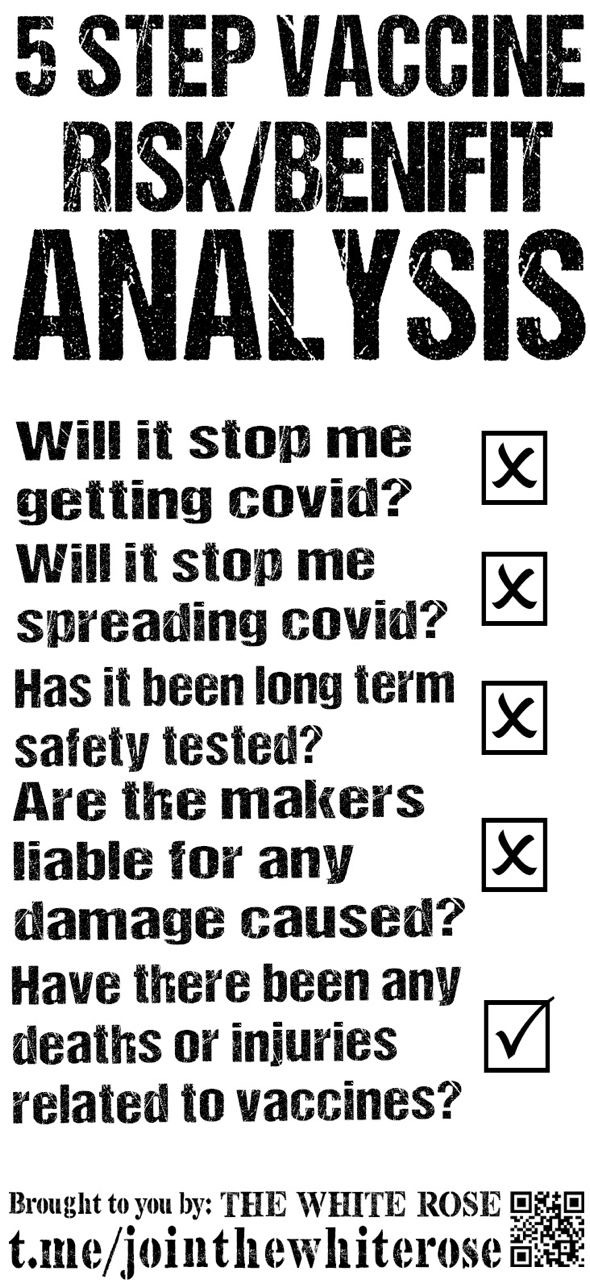 5 STEP VACCINE
RISK/BENIFIT
ANALYSIS
Will it stop me
getting covid?
Will it stop me
spreading covid?
Has it been long term
safety tested?
Are the makers
liable for any
damage caused?
Have there been any
deaths or injuries
related to vaccines?
Brought to you by: THE WHITE ROSE
t.me/jointhewhiterose